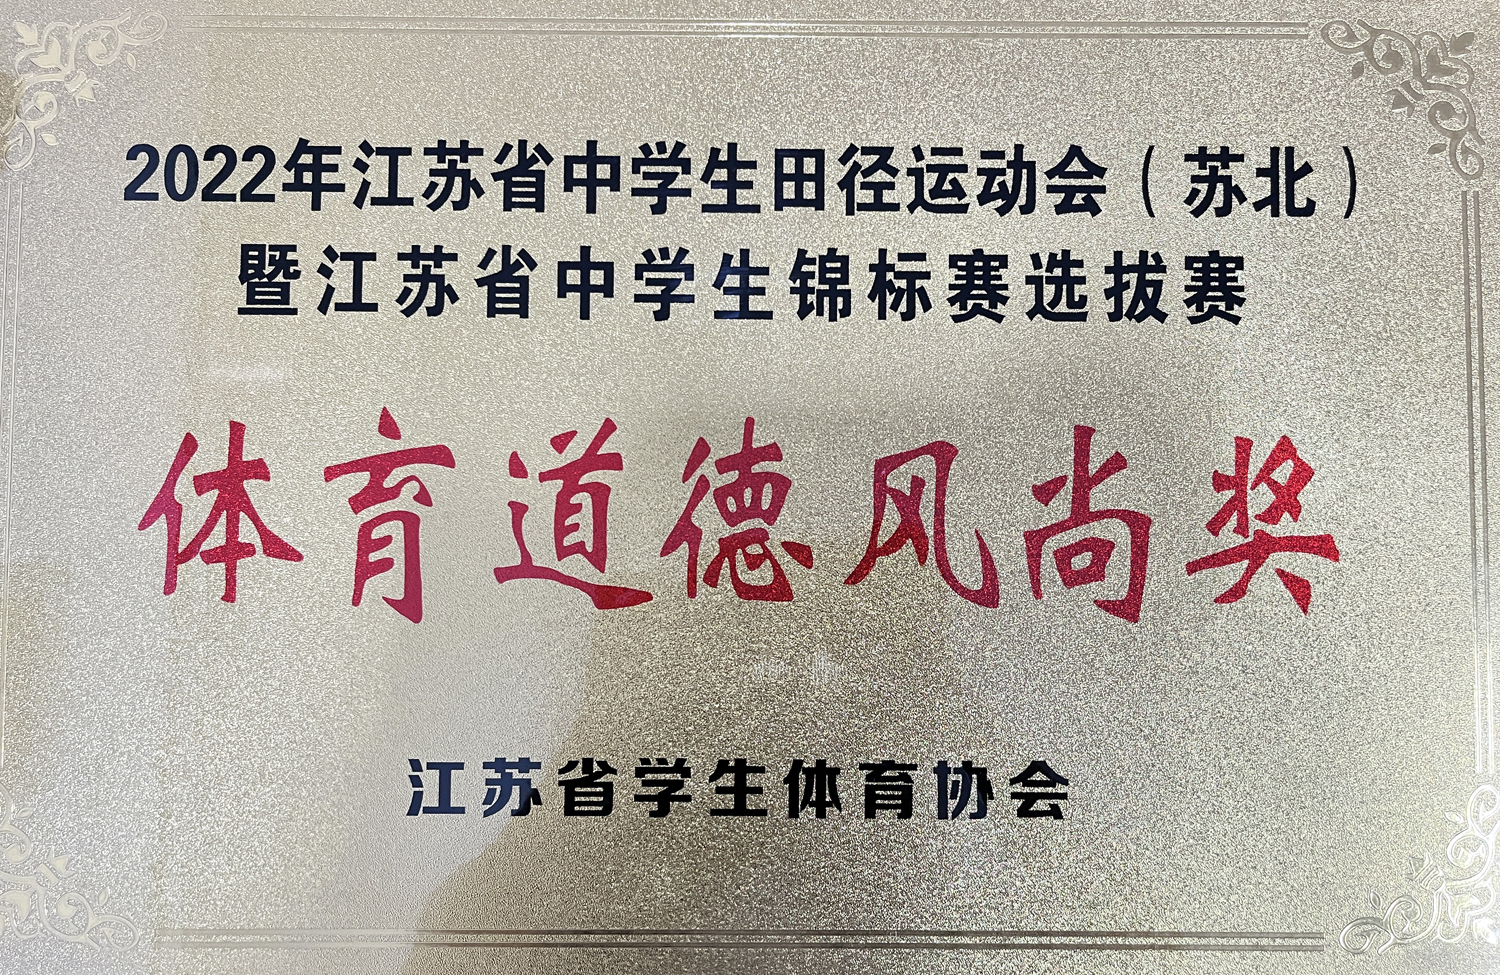 2022年江苏省中学生田径运动会（苏北）
暨江苏省中学生锦标赛选拔赛
体育道德风尚奖
江苏省学生体育协会